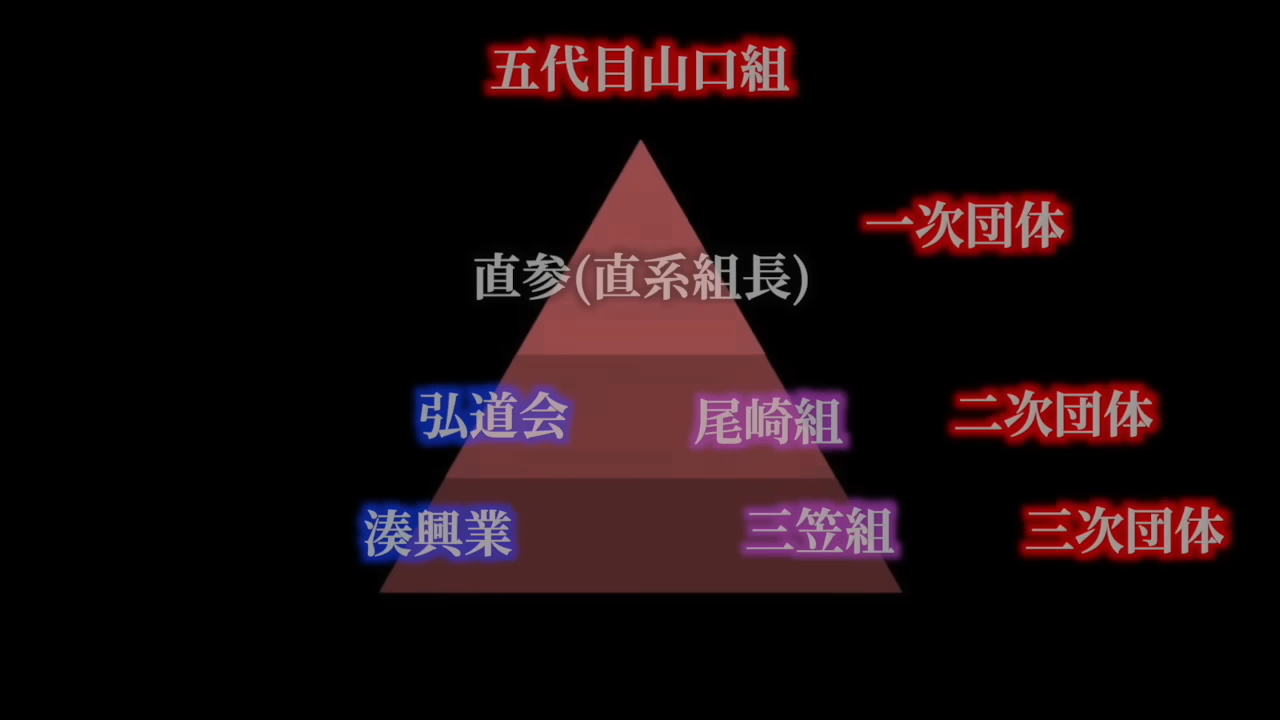 五代目山口組
一次団体
直参(直系組長)
弘道会
尾崎組
二次団体
湊興業
三笠組
三次団体